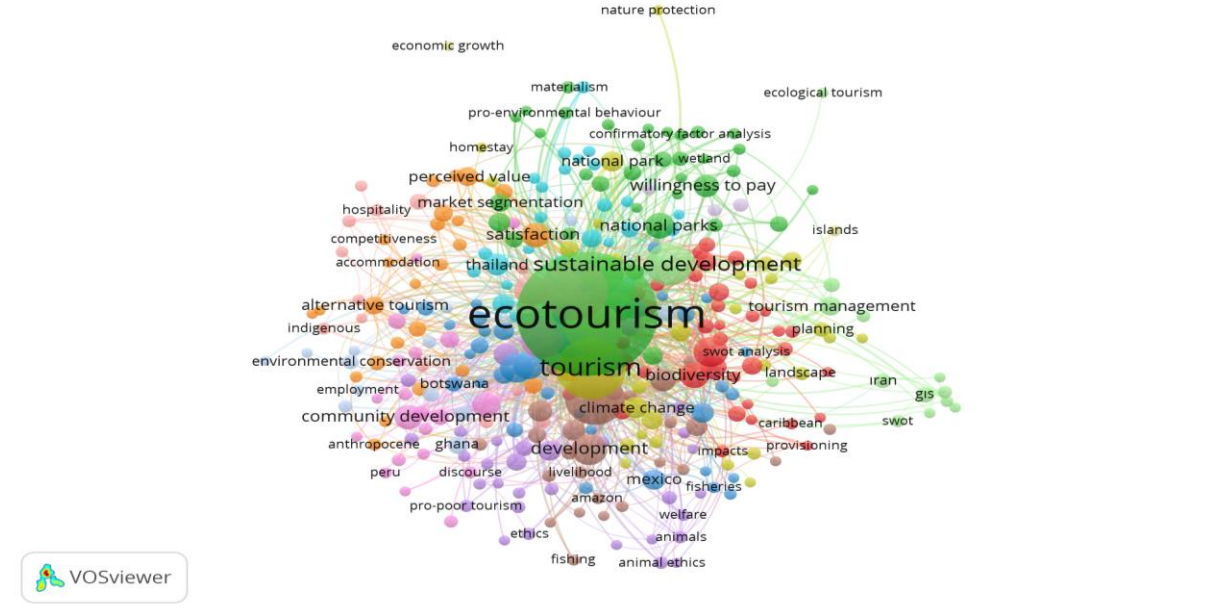 nature protection
economic growth
materialism
ecological tourism
pro-environmental behaviour
confirmatory factor analysis
homestay
national park
wetland
perceived value
willingness to pay
market segmentation
hospitality
national parks
islands
satisfaction
competitiveness
accommodation
thailand
sustainable development
alternative tourism
ecotourism
tourism management
indigenous
planning
swot analysis
environmental conservation
tourism
biodiversity
landscape
botswana
iran
employment
gis
community development
climate change
swot
caribbean
anthropocene
ghana
development
impacts
provisioning
peru
discourse
livelihood
mexico
fisheries
amazon
pro-poor tourism
welfare
ethics
animals
fishing
animal ethics
VOSviewer